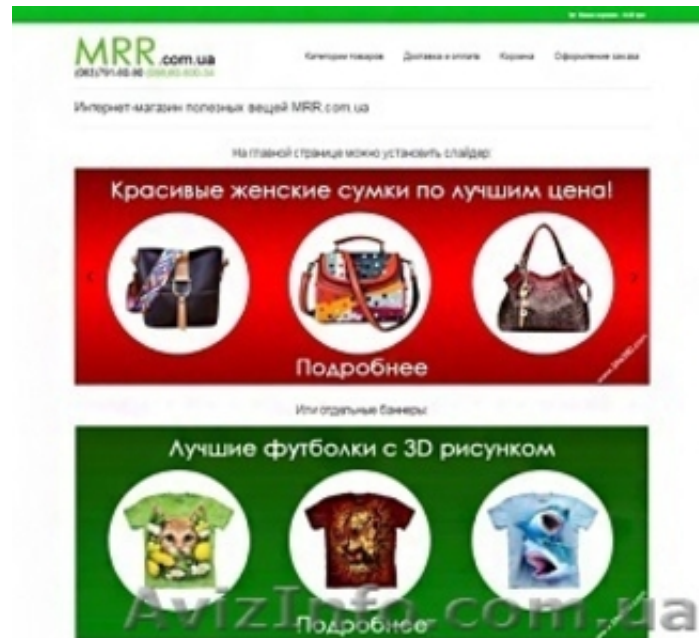 MRR.com.ua
Категории товаров Доставка и оплата Корзина Оформление заказа
Интернет-магазин полезных вещей MRR.com.ua
На главной странице можно установить слайдер:
Красивые женские сумки по лучшим цена!
Подробнее
Или отдельные баннеры:
Лучшие футболки с 3D рисунком
Подробнее
AvizInfo.com.ua